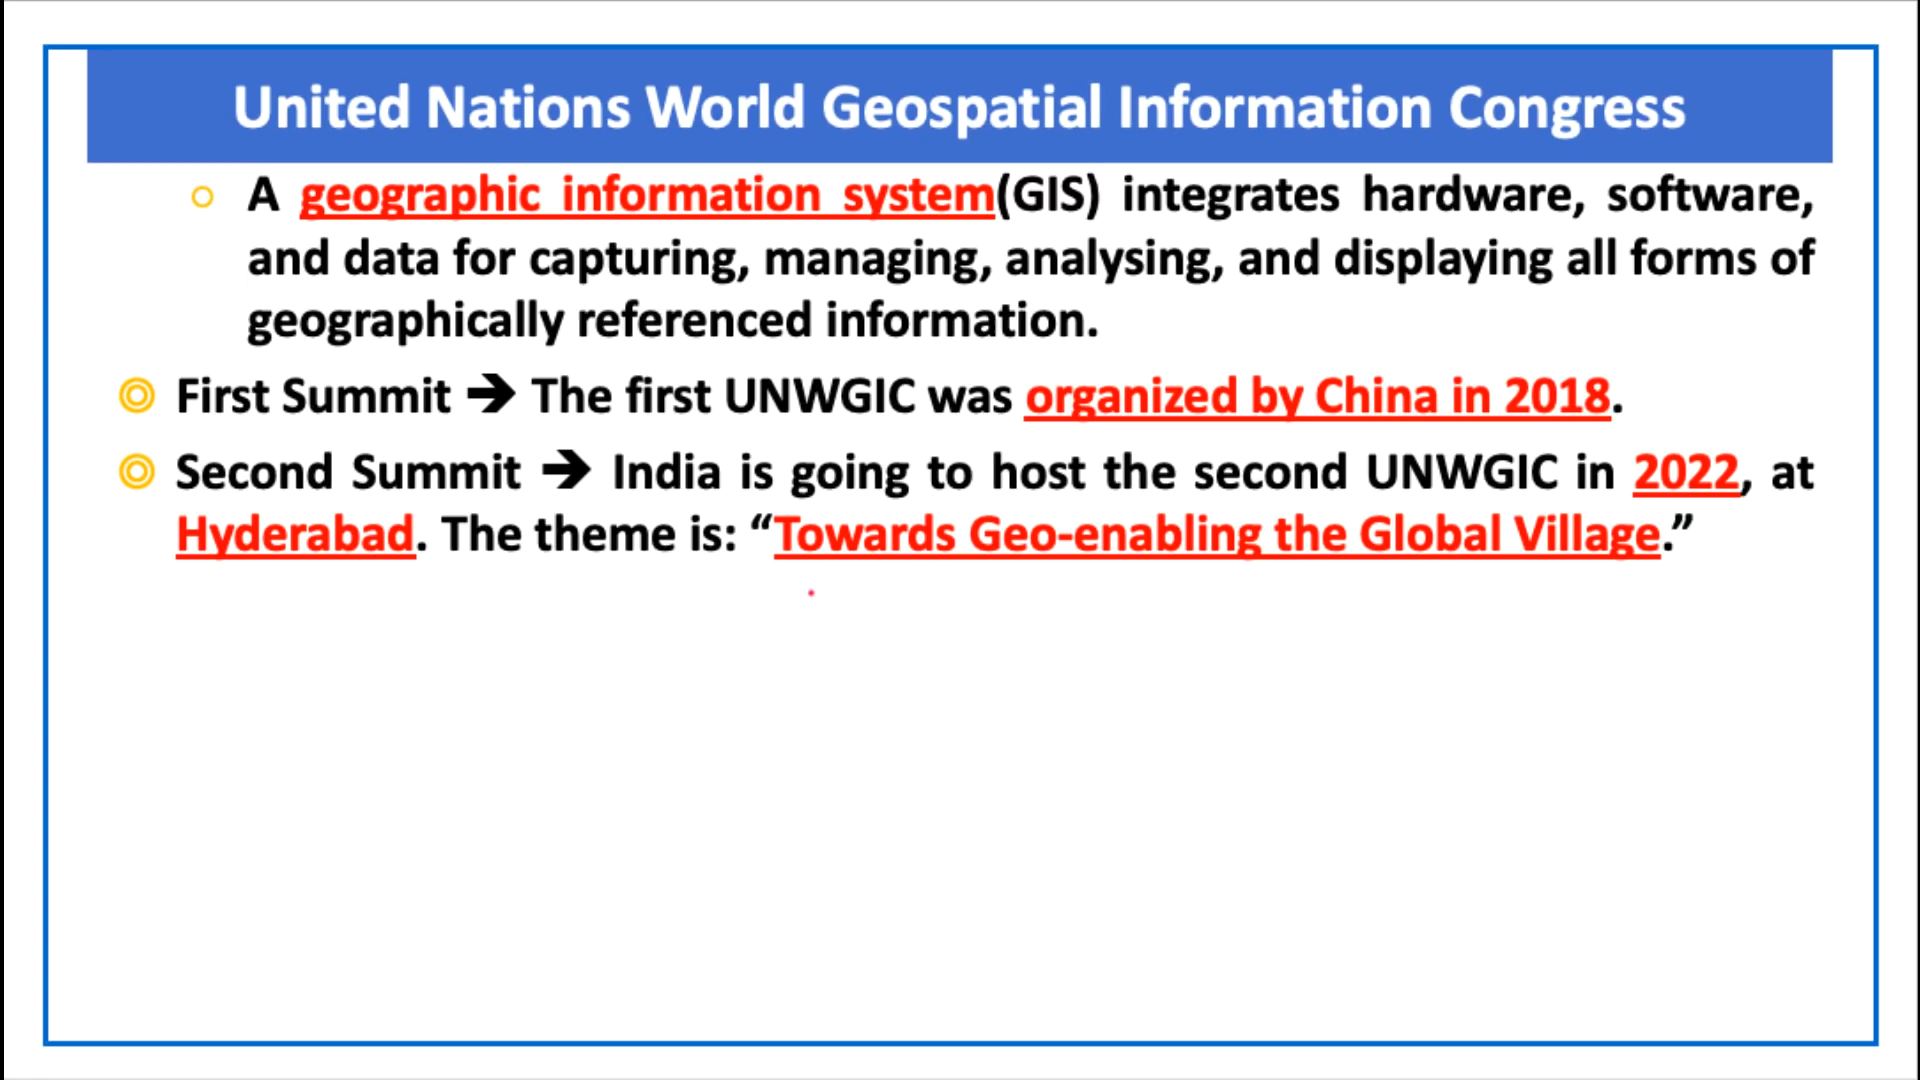 United Nations World Geospatial Information Congress
A geographic information system(GIS) integrates hardware, software,
and data for capturing, managing, analysing, and displaying all forms of
geographically referenced information.
First Summit ➔ The first UNWGIC was organized by China in 2018.
Second Summit ➔ India is going to host the second UNWGIC in 2022, at
Hyderabad. The theme is: “Towards Geo-enabling the Global Village.”